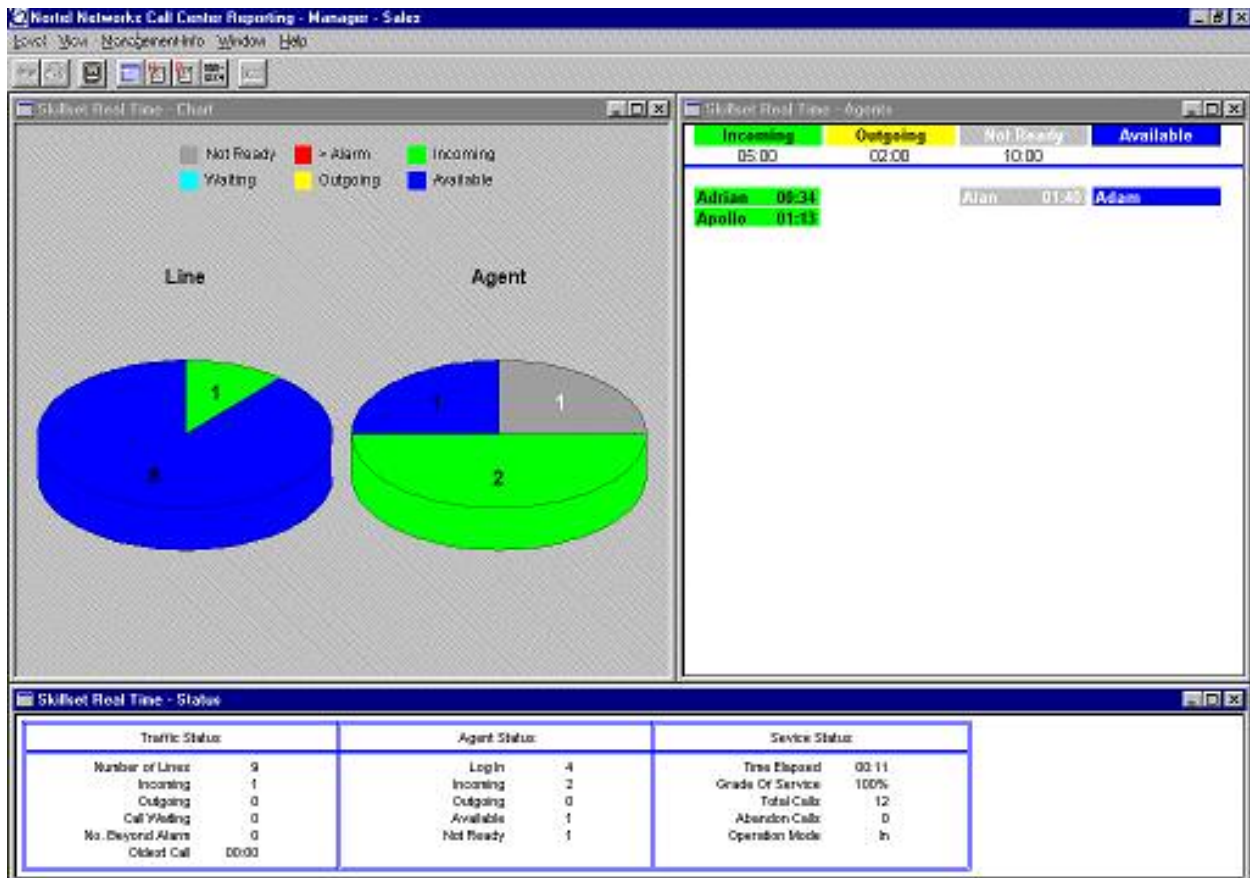 Nortel Networks Call Center Reporting - Manager - Sales
Level View Management-Info Window Help
Skillset Real Time - Chart
Not Ready > Alarm Incoming
Waiting Outgoing Available
Line Agent
1
8
1
1
2
Skillset Real Time - Agents
Incoming Outgoing Not Ready Available
05:00 02:00 10:00
Adrian 00:34 Alan 01:40 Adam
Apollo 01:13
Skillset Real Time - Status
Traffic Status Agent Status Sevice Status
Number of Lines 9 Log In 4 Time Elapsed 00:11
Incoming 1 Incoming 2 Grade Of Service 100%
Outgoing 0 Outgoing 0 Total Calls 12
Call Waiting 0 Available 1 Abandon Calls 0
No. Beyond Alarm 0 Not Ready 1 Operation Mode In
Oldest Call 00:00